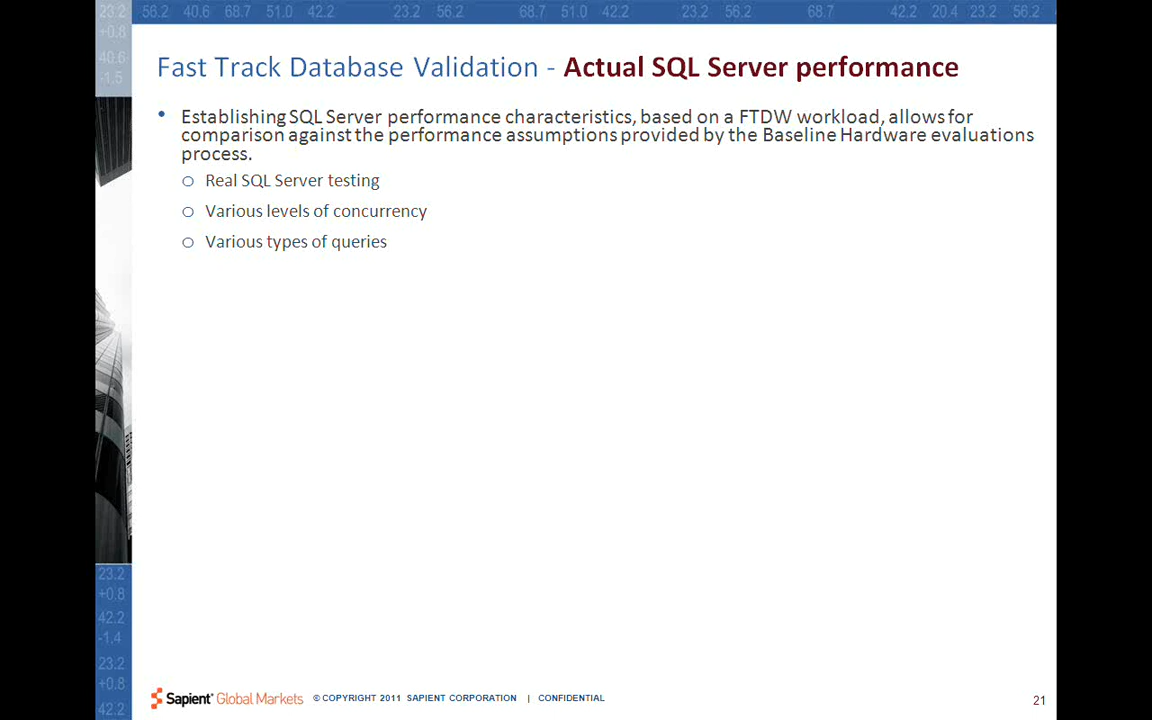 23.2 56.2 40.6 68.7 51.0 42.2 23.2 56.2 68.7 51.0 42.2 23.2 56.2 68.7 42.2 20.4 23.2 56.2
+0.8
40.6
-1.5
Fast Track Database Validation - Actual SQL Server performance
• Establishing SQL Server performance characteristics, based on a FTDW workload, allows for
comparison against the performance assumptions provided by the Baseline Hardware evaluations
process.
o Real SQL Server testing
o Various levels of concurrency
o Various types of queries
23.2
+0.8
42.2
-1.4
23.2
+0.8
42.2
Sapient Global Markets © COPYRIGHT 2011 SAPIENT CORPORATION | CONFIDENTIAL
21